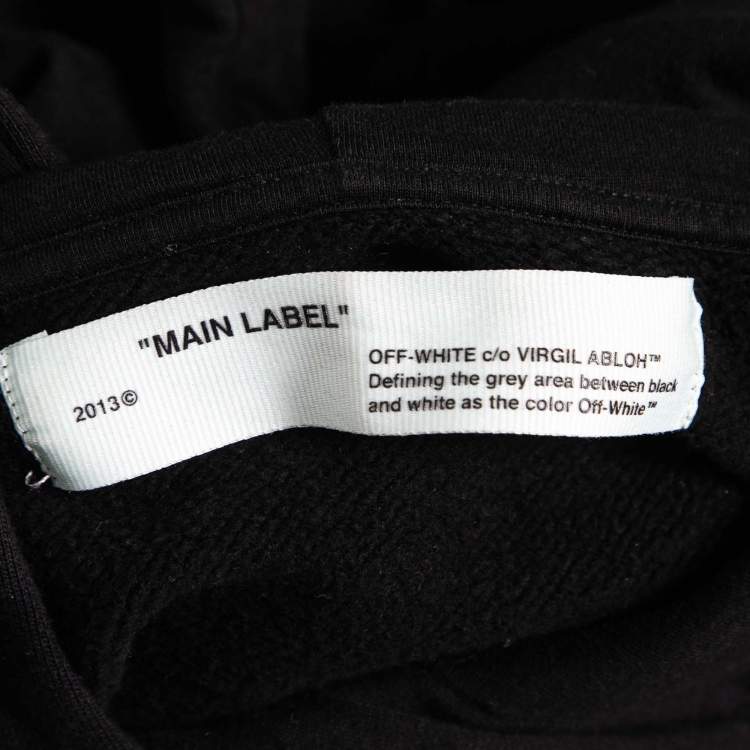 "MAIN LABEL"
2013©
OFF-WHITE c/o VIRGIL ABLOH™
Defining the grey area between black
and white as the color Off-White™